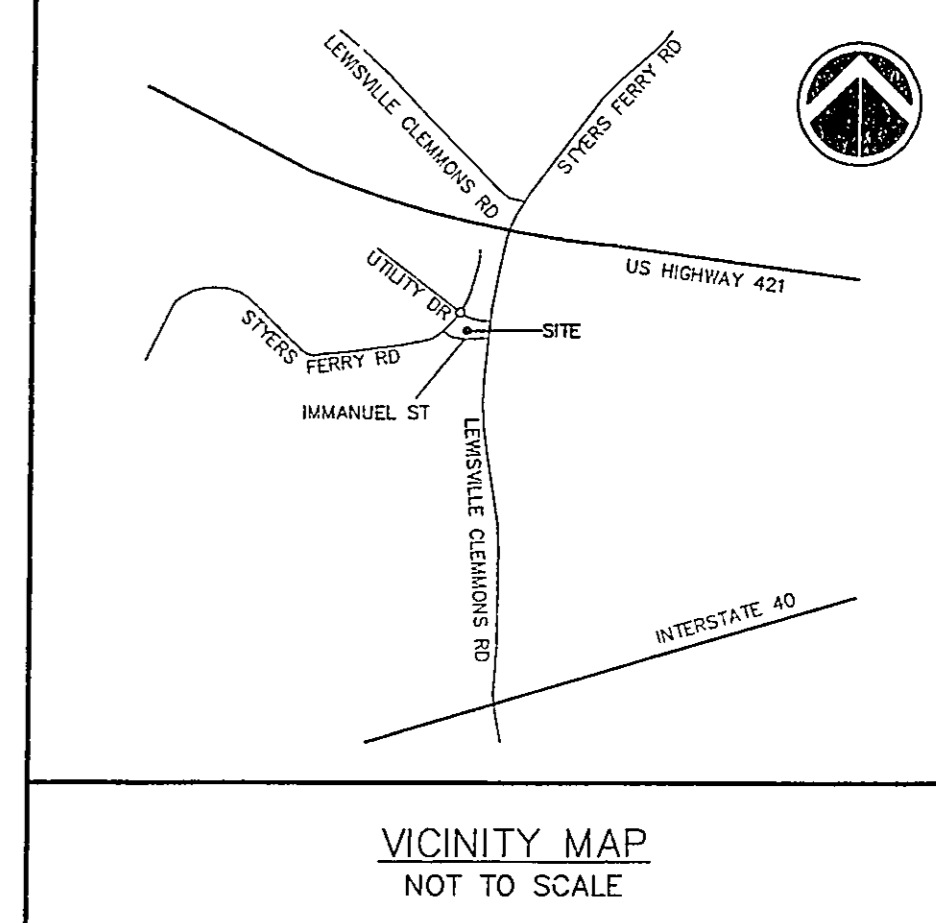 LEWISVILLE CLEMMONS RD
STYERS FERRY RD
US HIGHWAY 421
UTILITY DR
SITE
STYERS FERRY RD
IMMANUEL ST
LEWISVILLE CLEMMONS RD
INTERSTATE 40
VICINITY MAP
NOT TO SCALE